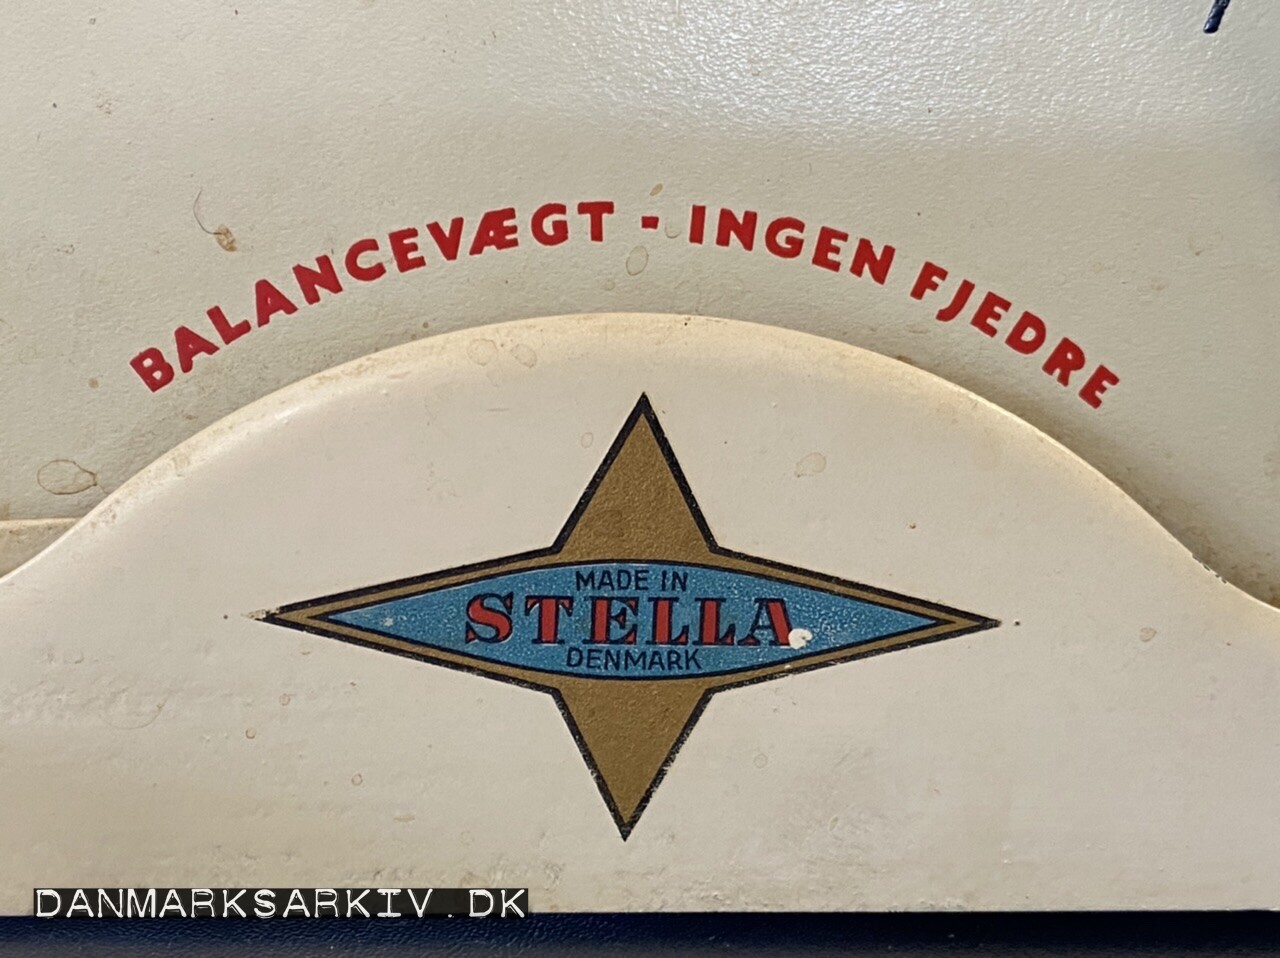 BALANCEVÆGT - INGEN FJEDRE
MADE IN
STELLA
DENMARK
DANMARKSARKIV.DK